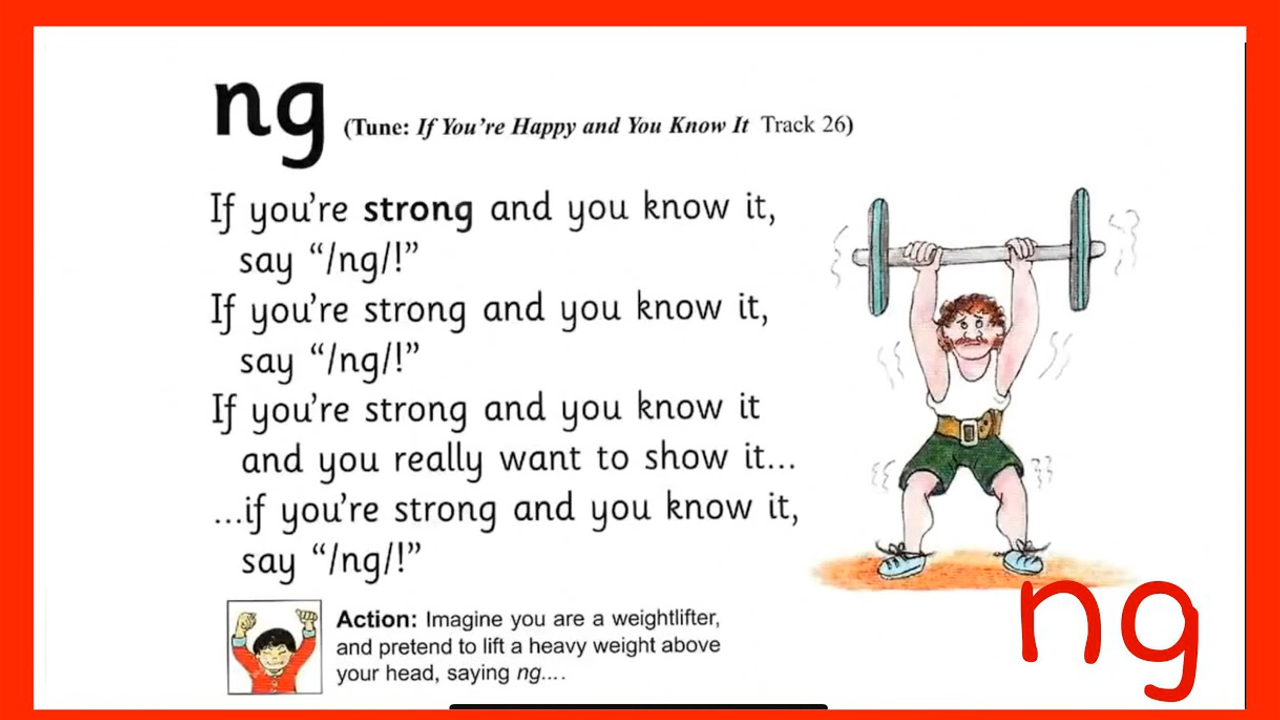 ng (Tune: If You're Happy and You Know It Track 26)
If you're strong and you know it,
say “/ng/!”
If you're strong and you know it,
say “/ng/!”
If you're strong and you know it
and you really want to show it...
...if you're strong and you know it,
say “/ng/!”
Action: Imagine you are a weightlifter,
and pretend to lift a heavy weight above
your head, saying ng....
ng